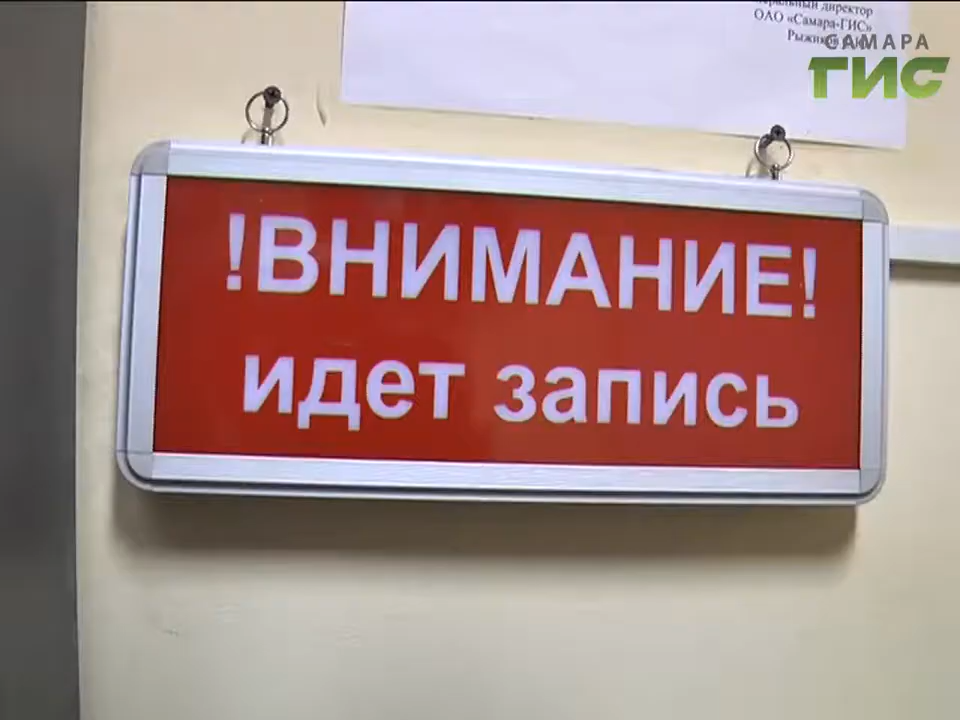 директор
ОАО «Самара-ГИС»
САМАРА
ГИС
!ВНИМАНИЕ!
идет запись